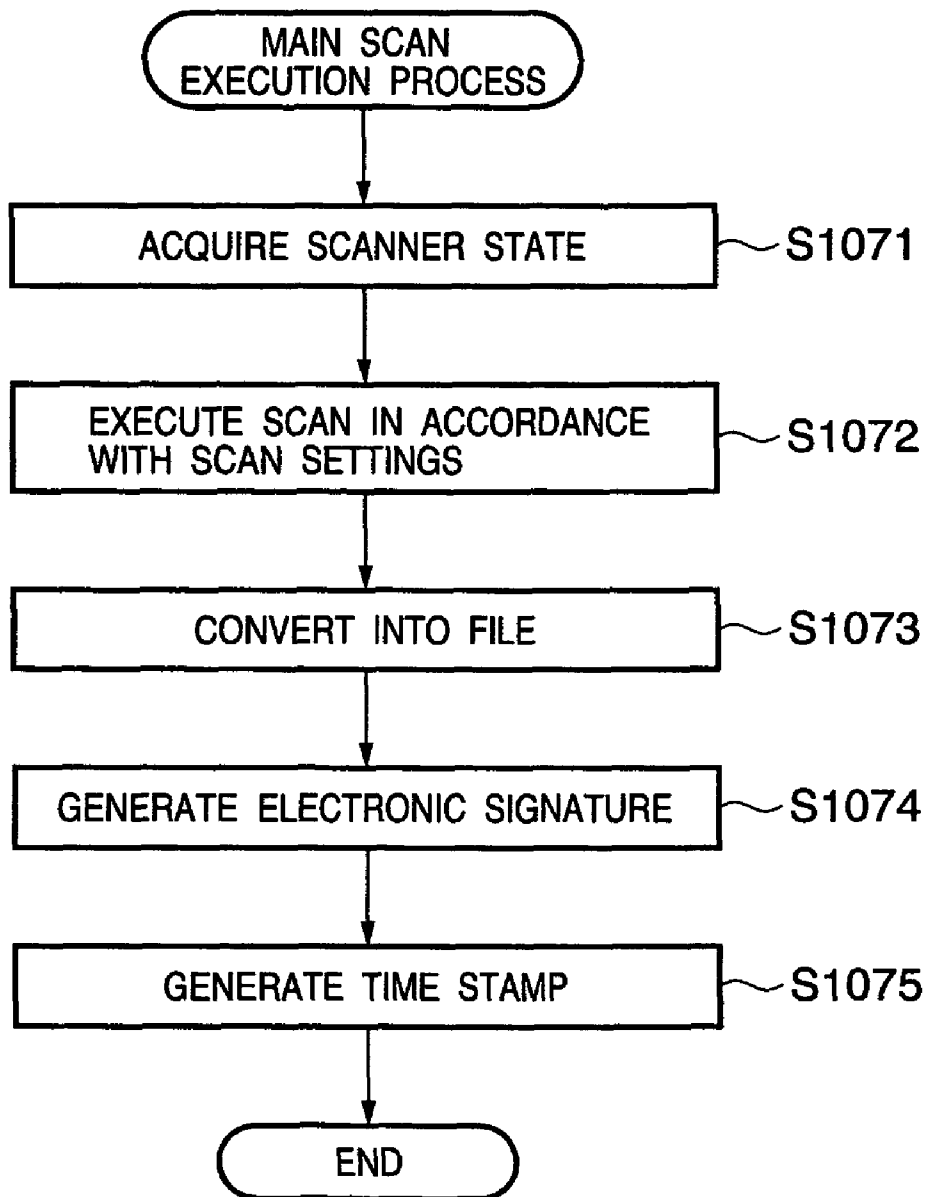 MAIN SCAN
EXECUTION PROCESS
ACQUIRE SCANNER STATE
S1071
EXECUTE SCAN IN ACCORDANCE
WITH SCAN SETTINGS
S1072
CONVERT INTO FILE
S1073
GENERATE ELECTRONIC SIGNATURE
S1074
GENERATE TIME STAMP
S1075
END